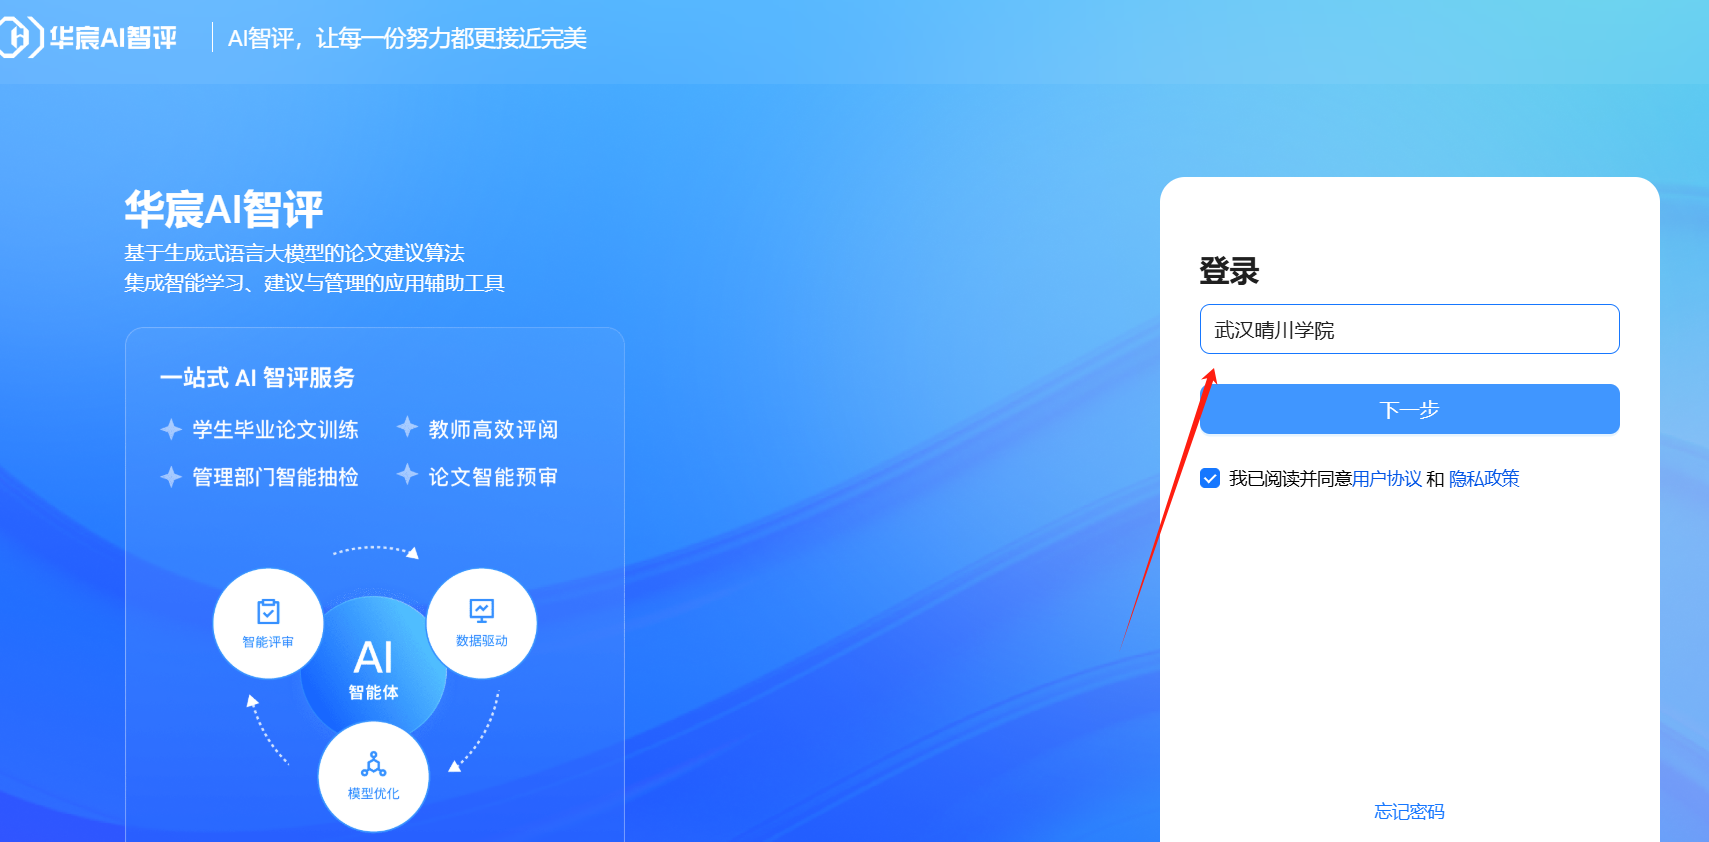 华宸AI智评
AI智评，让每一份努力都更接近完美
华宸AI智评
基于生成式语言大模型的论文建议算法
集成智能学习、建议与管理的应用辅助工具
一站式 AI 智评服务
学生毕业论文训练
教师高效评阅
管理部门智能抽检
论文智能预审
智能评审
数据驱动
AI
智能体
模型优化
登录
武汉晴川学院
下一步
我已阅读并同意用户协议 和 隐私政策
忘记密码